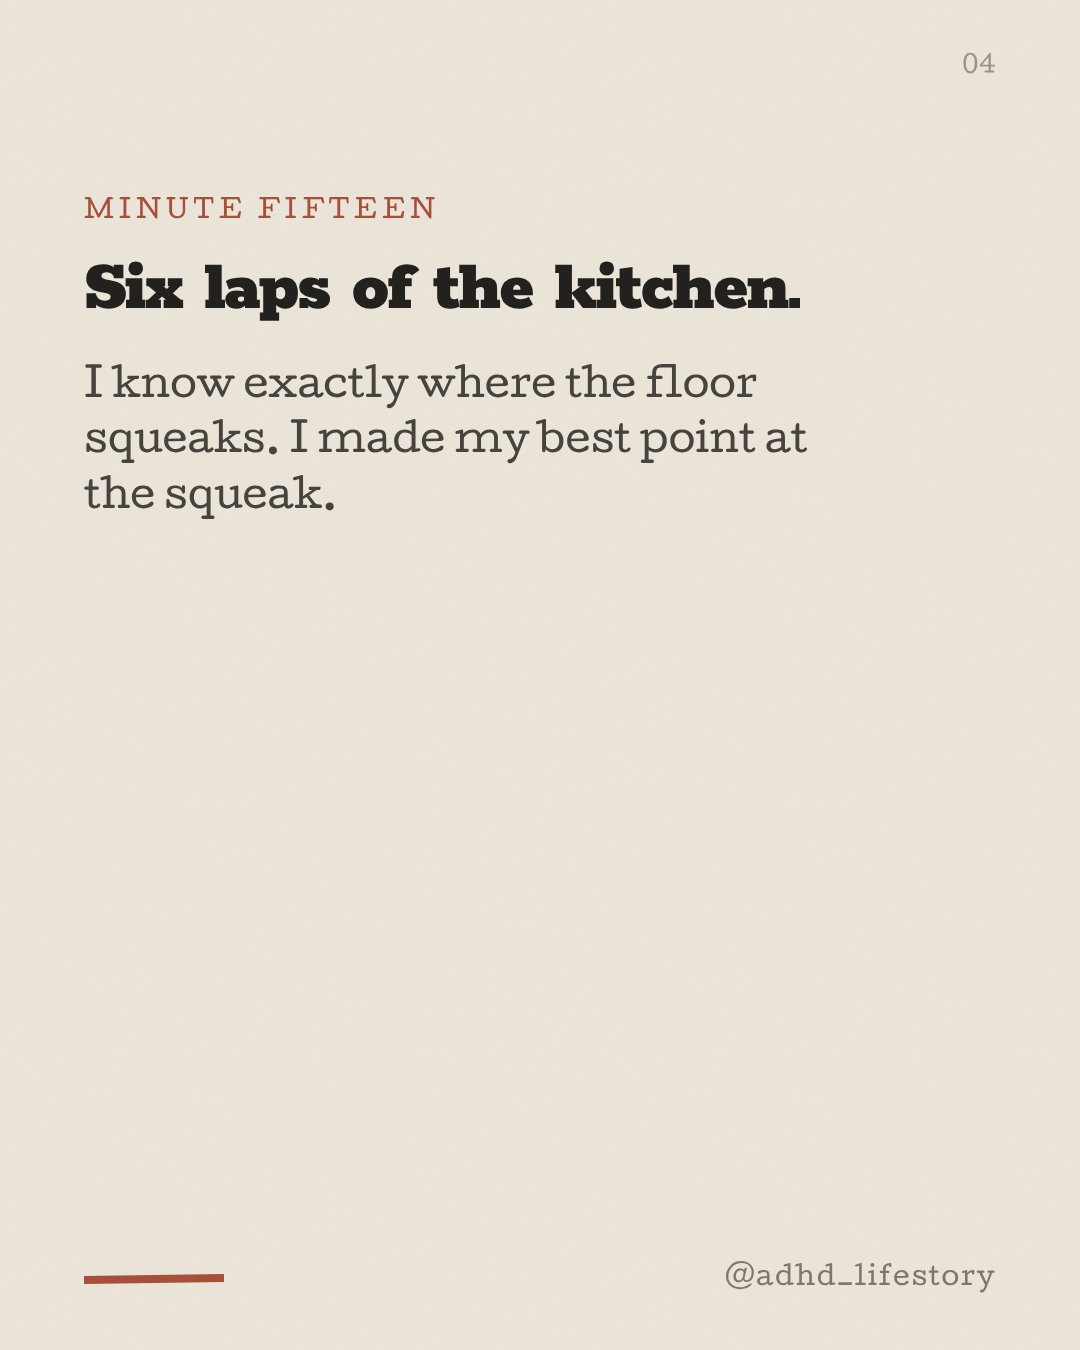 04
MINUTE FIFTEEN
Six laps of the kitchen.
I know exactly where the floor
squeaks. I made my best point at
the squeak.
@adhd_lifestory